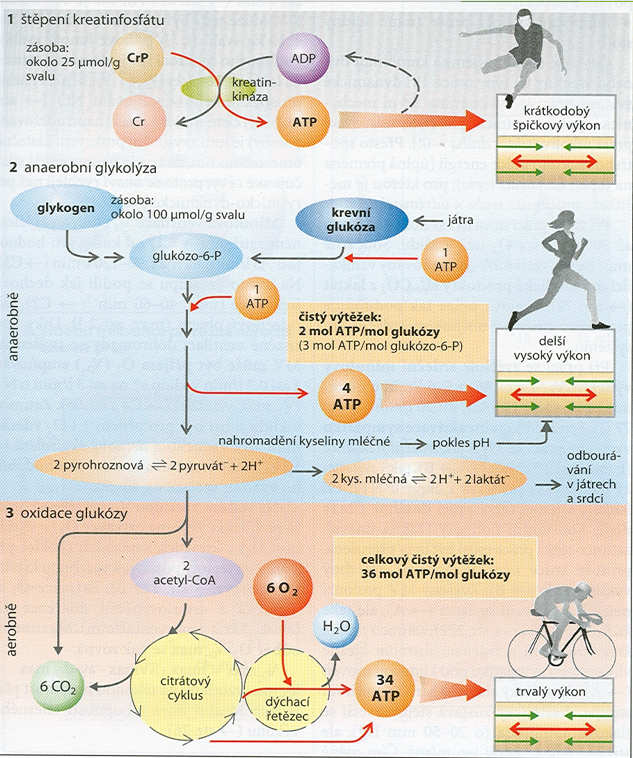 1 štěpení kreatinfosfátu
zásoba:
okolo 25 µmol/g
svalu
CrP
ADP
kreatin-
kináza
Cr
ATP
krátkodobý
špičkový výkon
2 anaerobní glykolýza
glykogen
zásoba:
okolo 100 µmol/g svalu
krevní
glukóza
játra
glukózo-6-P
1
ATP
1
ATP
anaerobně
čistý výtěžek:
2 mol ATP/mol glukózy
(3 mol ATP/mol glukózo-6-P)
delší
vysoký výkon
4
ATP
nahromadění kyseliny mléčné
pokles pH
2 pyrohroznová ⇌ 2 pyruvát⁻ + 2H⁺
2 kys. mléčná ⇌ 2H⁺ + 2 laktát⁻
odbourá-
vání
v játrech
a srdci
3 oxidace glukózy
2
acetyl-CoA
6 O₂
celkový čistý výtěžek:
36 mol ATP/mol glukózy
H₂O
aerobně
6 CO₂
citrátový
cyklus
dýchací
řetězec
34
ATP
trvalý výkon